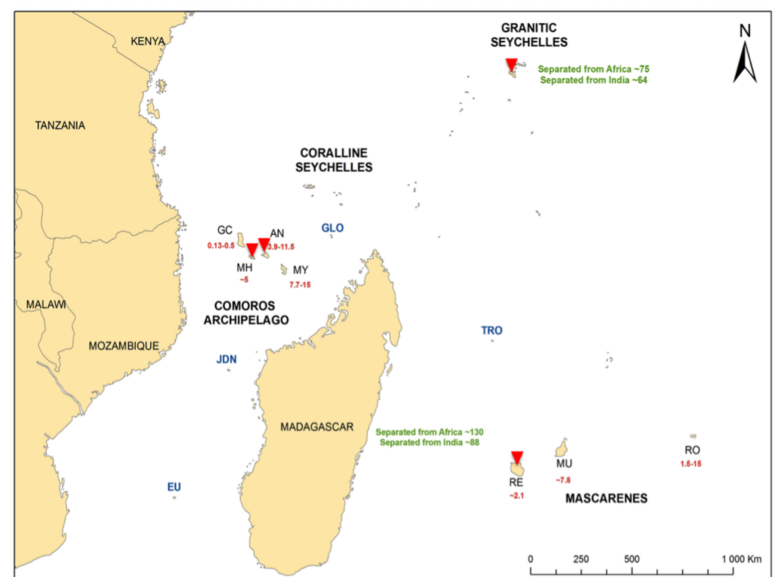 GRANITIC
SEYCHELLES
N
KENYA
Separated from Africa ~75
Separated from India ~64
TANZANIA
CORALLINE
SEYCHELLES
GC
AN
GLO
0.13-0.5
3.9-11.5
MH
MY
~5
7.7-15
MALAWI
COMOROS
ARCHIPELAGO
MOZAMBIQUE
TRO
JDN
MADAGASCAR
Separated from Africa ~130
Separated from India ~88
RO
MU
1.5-15
RE
~7.8
~2.1
EU
MASCARENES
0 250 500 1 000 Km